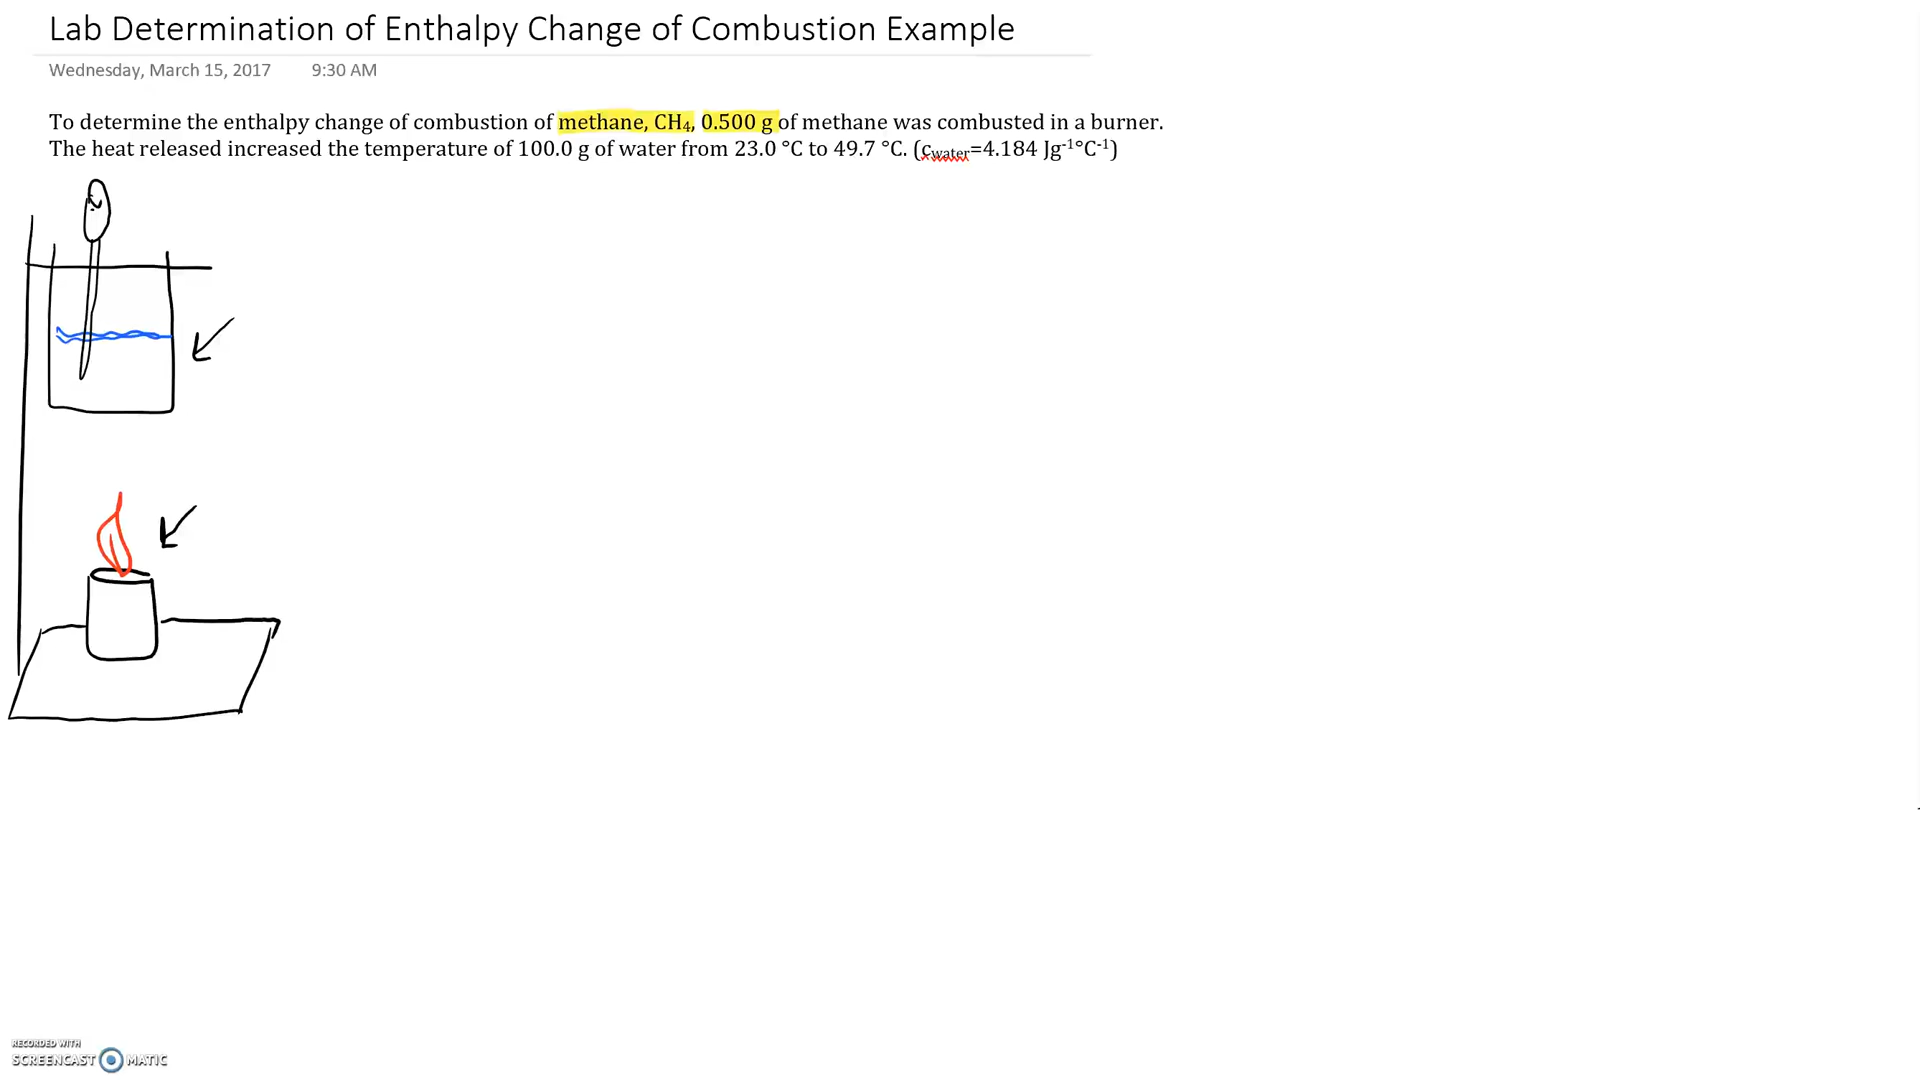 Lab Determination of Enthalpy Change of Combustion Example
Wednesday, March 15, 2017 9:30 AM
To determine the enthalpy change of combustion of methane, CH₄, 0.500 g of methane was combusted in a burner.
The heat released increased the temperature of 100.0 g of water from 23.0 °C to 49.7 °C. (cwater=4.184 Jg⁻¹°C⁻¹)
RECORDED WITH
SCREENCAST MATIC